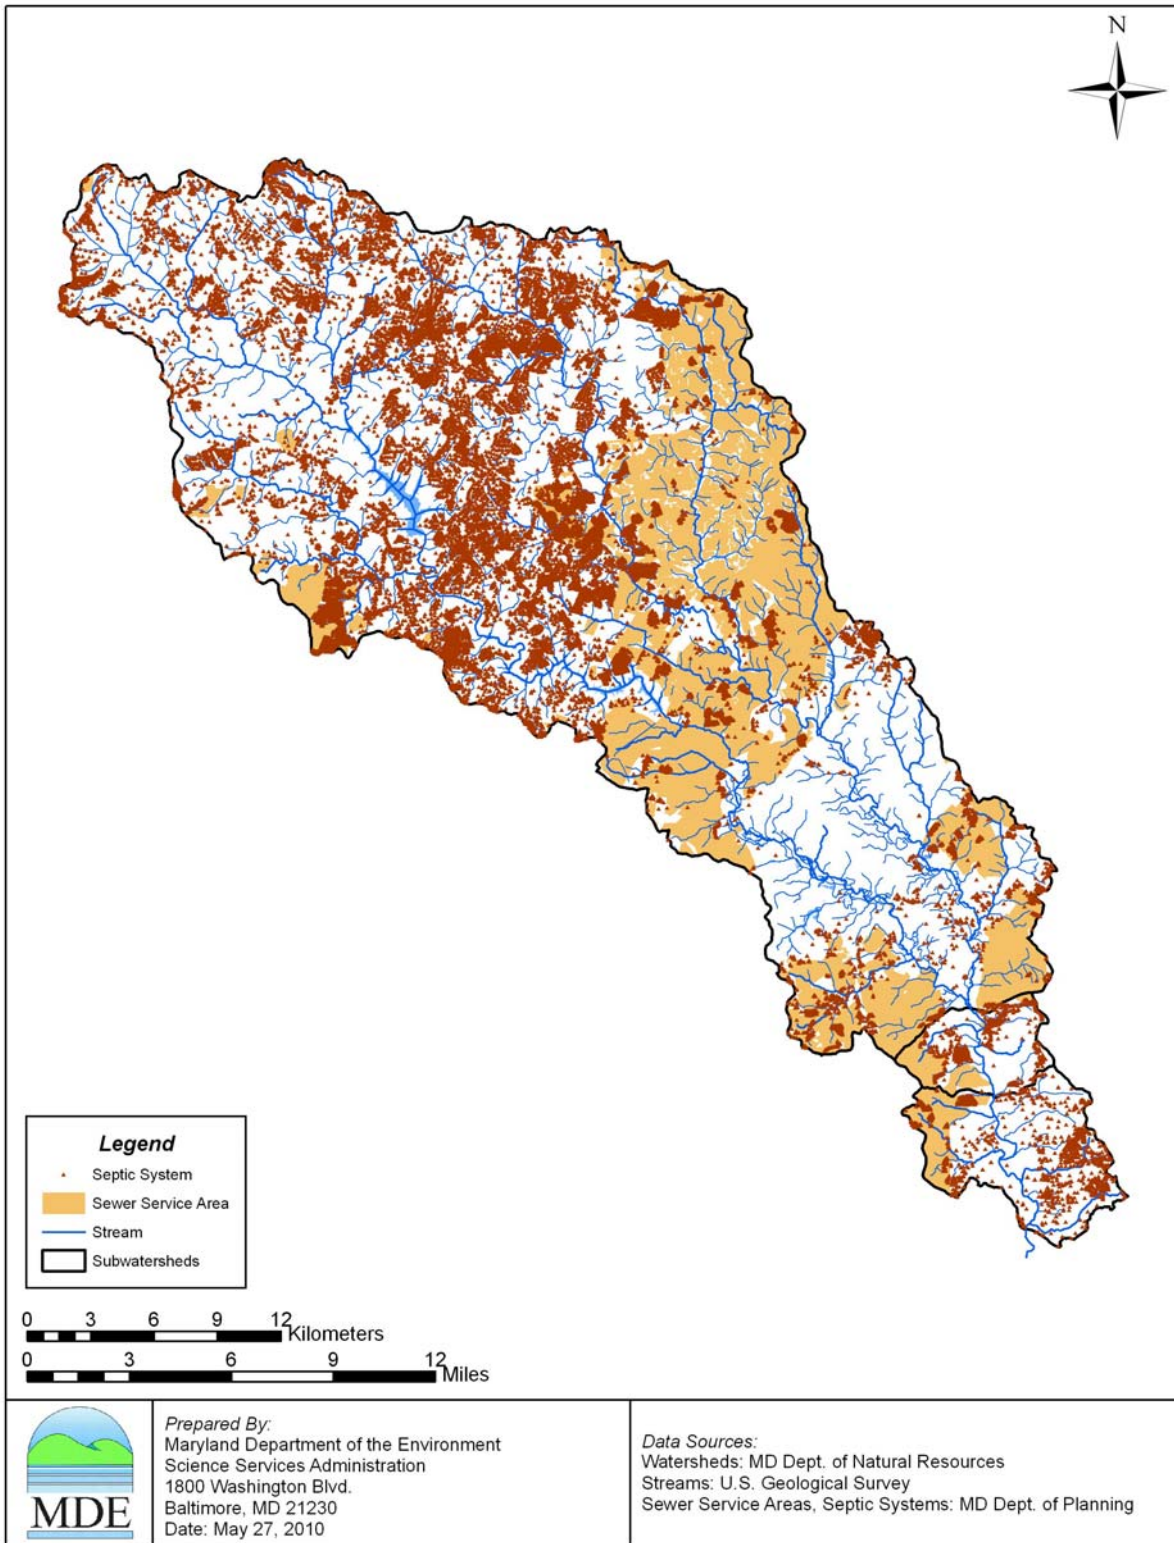 N
Legend
Septic System
Sewer Service Area
Stream
Subwatersheds
0 3 6 9 12
Kilometers
0 3 6 9 12
Miles
MDE
Prepared By:
Maryland Department of the Environment
Science Services Administration
1800 Washington Blvd.
Baltimore, MD 21230
Date: May 27, 2010
Data Sources:
Watersheds: MD Dept. of Natural Resources
Streams: U.S. Geological Survey
Sewer Service Areas, Septic Systems: MD Dept. of Planning